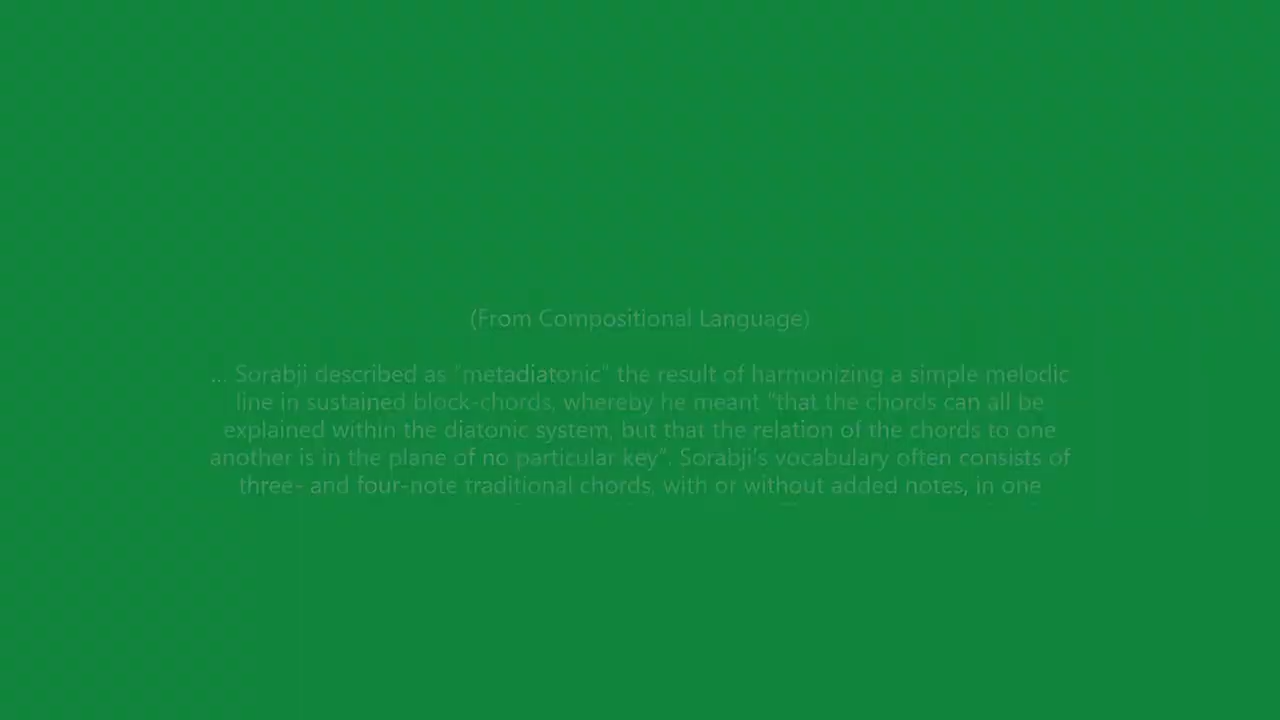 (From Compositional Language)
... Sorabji described as "metadiatonic" the result of harmonizing a simple melodic
line in sustained block-chords, whereby he meant "that the chords can all be
explained within the diatonic system, but that the relation of the chords to one
another is in the plane of no particular key". Sorabji's vocabulary often consists of
three- and four-note traditional chords, with or without added notes, in one